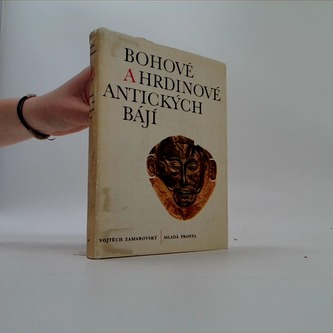 BOHOVÉ
A HRDINOVÉ
ANTICKÝCH
BÁJÍ
VOJTĚCH ZAMAROVSKÝ MLADÁ FRONTA